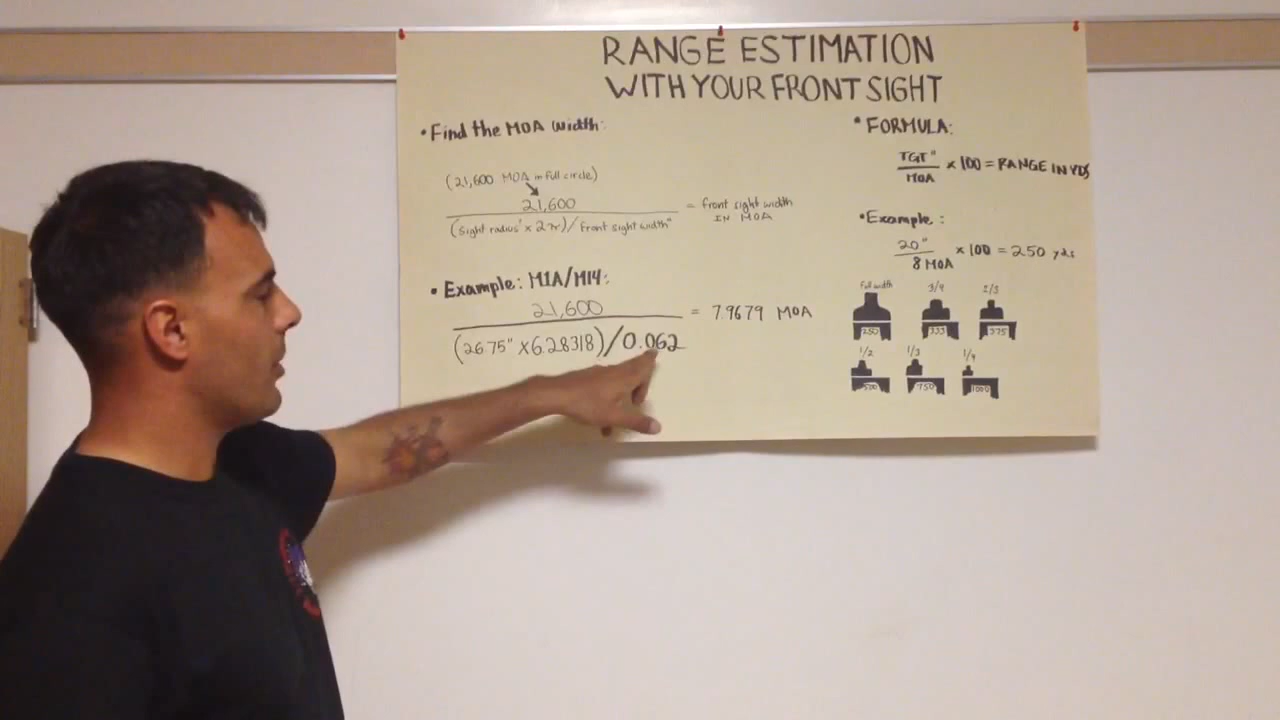 RANGE ESTIMATION
WITH YOUR FRONT SIGHT
• Find the MOA width:
(21,600 MOA in full circle)
21,600
(sight radius" x 2π)/front sight width"
= front sight width
IN MOA
• Example: M1A/M14:
21,600
(26.75" x 6.28318)/0.062
= 7.9679 MOA
• FORMULA:
TGT"
MOA
x 100 = RANGE IN YDS
• Example:
20"
8 MOA
x 100 = 250 yds
full width 3/4 2/3
250 333 375
1/2 1/3 1/4
500 750 1000